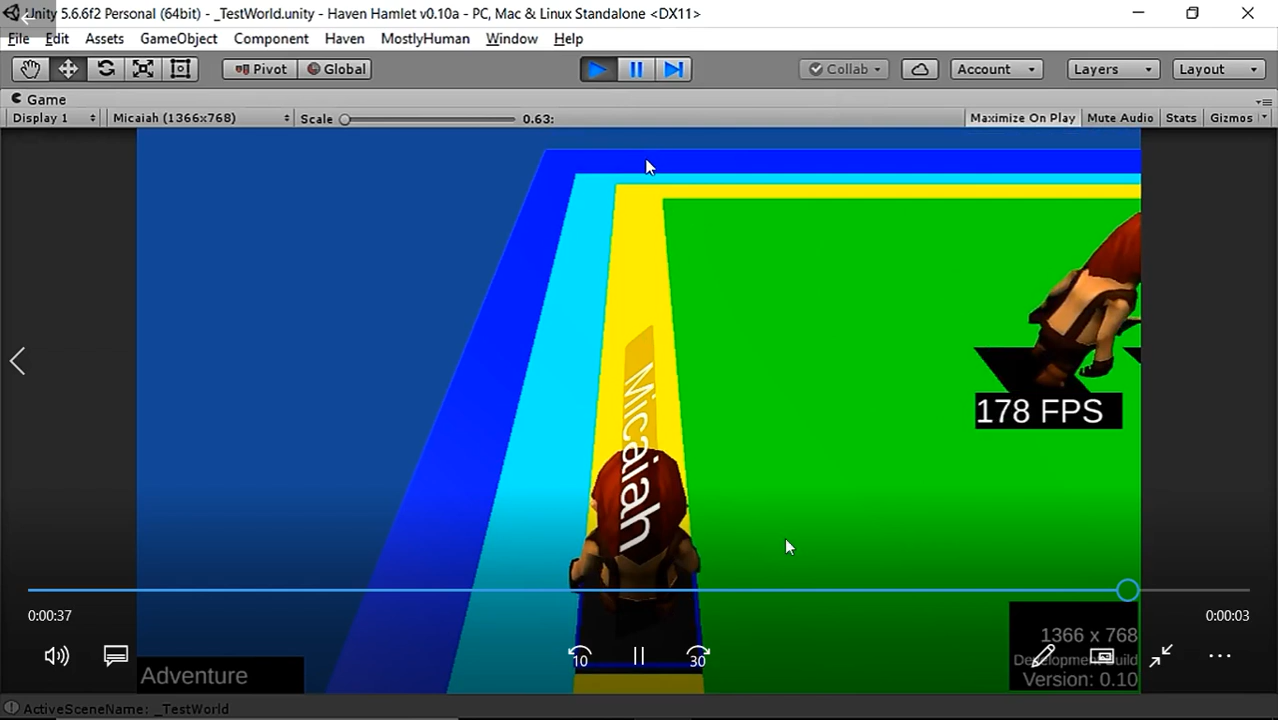 Unity 5.6.6f2 Personal (64bit) - _TestWorld.unity - Haven Hamlet v0.10a - PC, Mac & Linux Standalone <DX11>
File Edit Assets GameObject Component Haven MostlyHuman Window Help
Pivot Global Collab Account Layers Layout
Game
Display 1 Micaiah (1366x768) Scale 0.63: Maximize On Play Mute Audio Stats Gizmos
Micaiah
178 FPS
0:00:37 0:00:03
10 30
1366 x 768
Development Build
Adventure
Version: 0.10
ActiveSceneName: _TestWorld